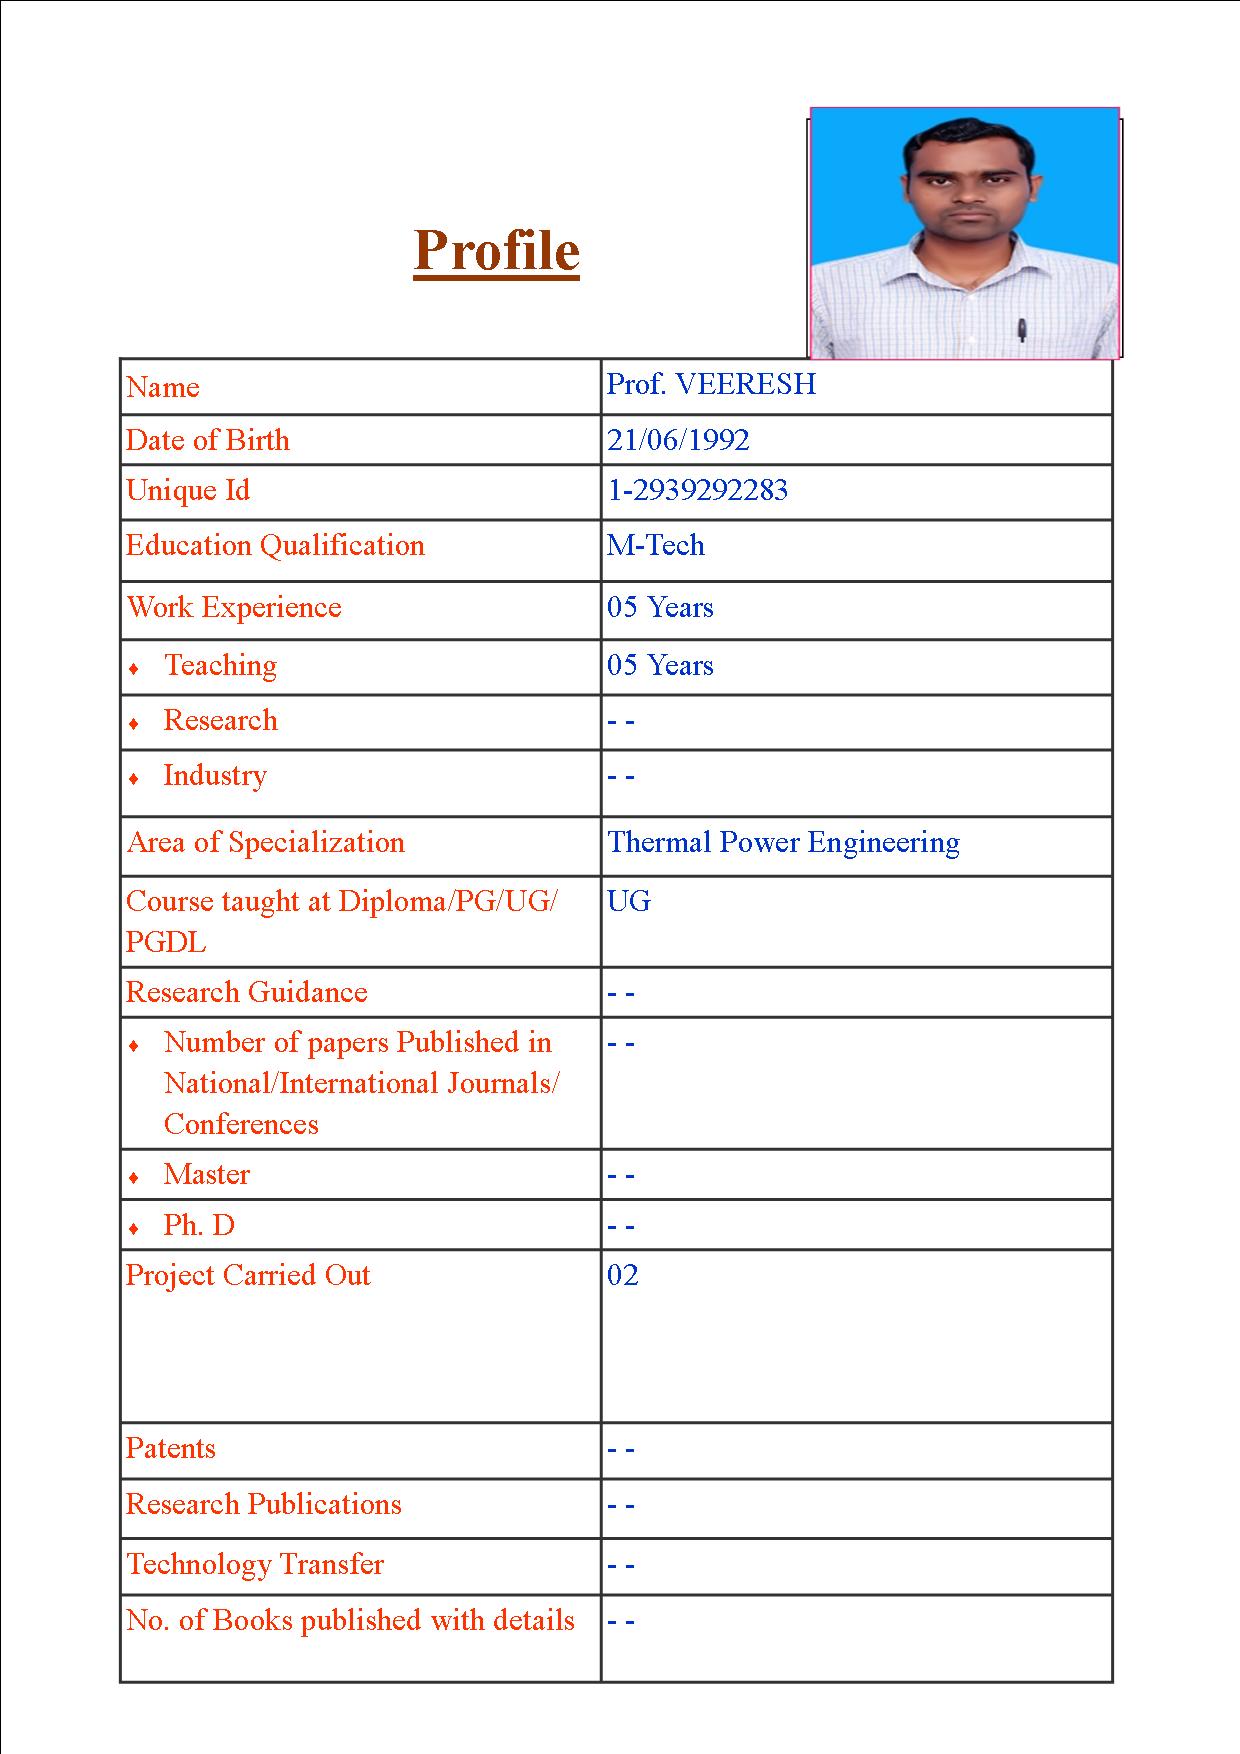 Profile
Name Prof. VEERESH
Date of Birth 21/06/1992
Unique Id 1-2939292283
Education Qualification M-Tech
Work Experience 05 Years
♦ Teaching 05 Years
♦ Research - -
♦ Industry - -
Area of Specialization Thermal Power Engineering
Course taught at Diploma/PG/UG/ UG
PGDL
Research Guidance - -
♦ Number of papers Published in - -
National/International Journals/
Conferences
♦ Master - -
♦ Ph. D - -
Project Carried Out 02
Patents - -
Research Publications - -
Technology Transfer - -
No. of Books published with details - -